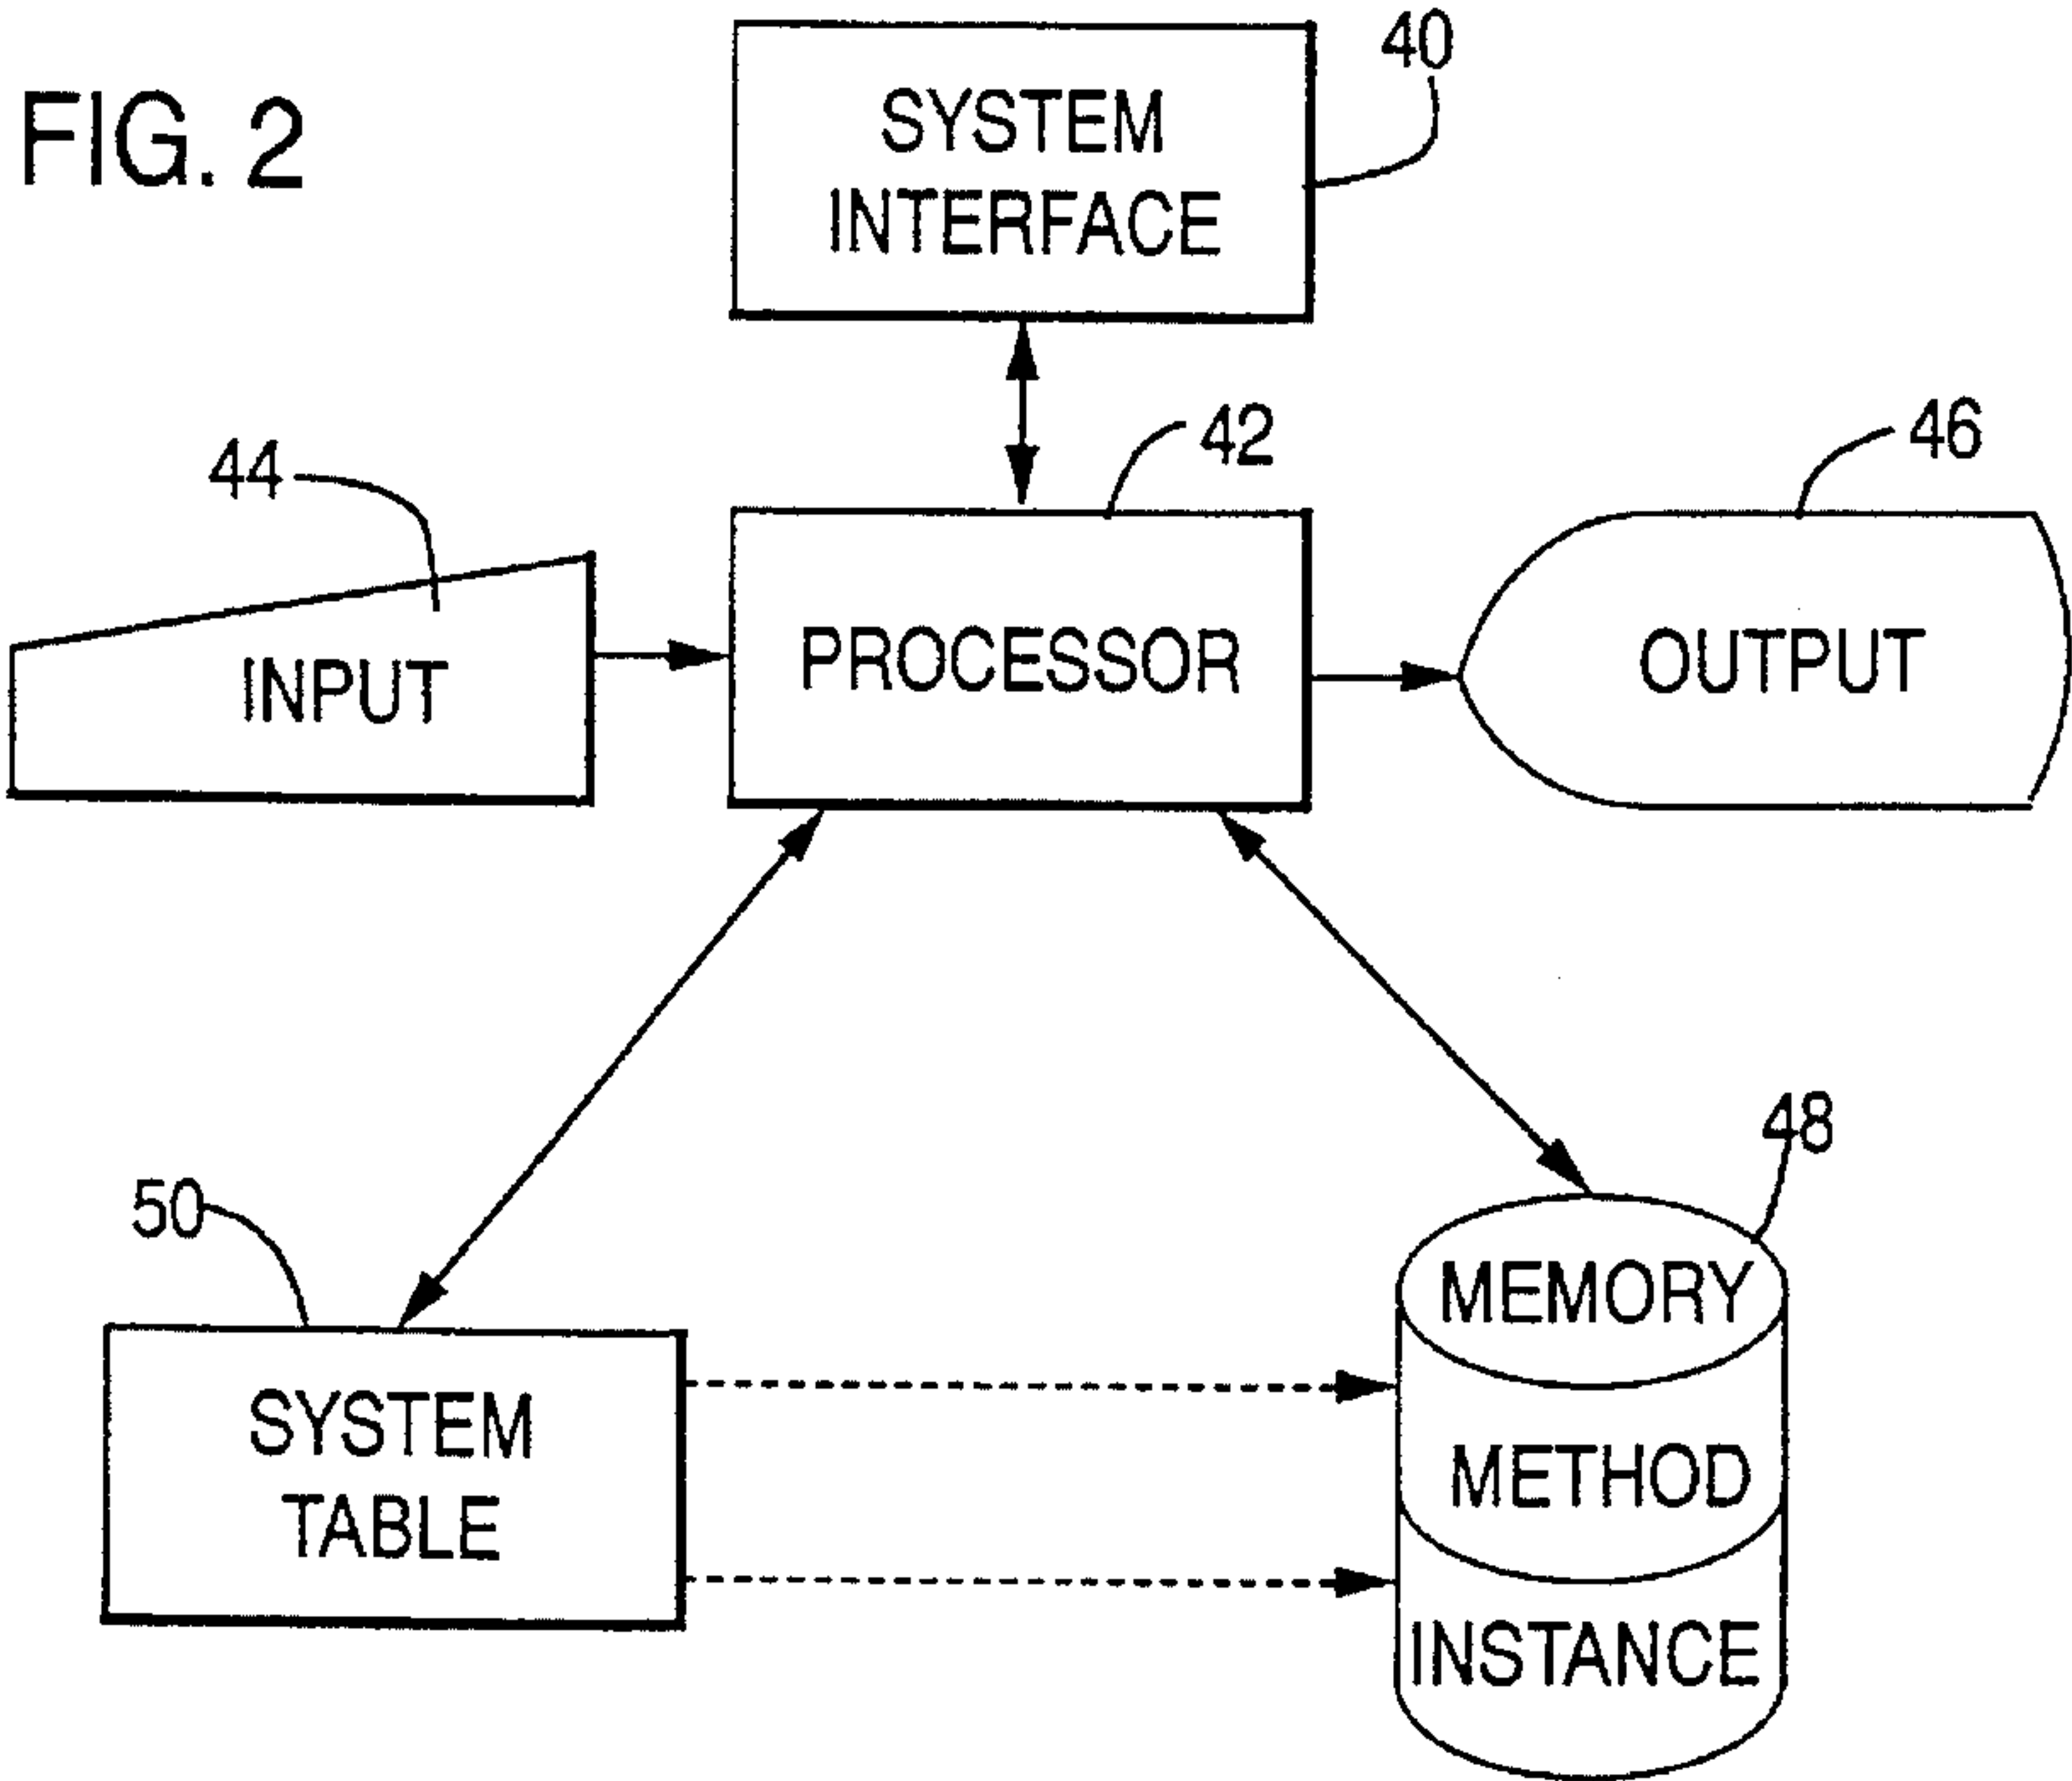 FIG. 2
SYSTEM
INTERFACE
40
42
44
46
INPUT
PROCESSOR
OUTPUT
50
48
SYSTEM
TABLE
MEMORY
METHOD
INSTANCE